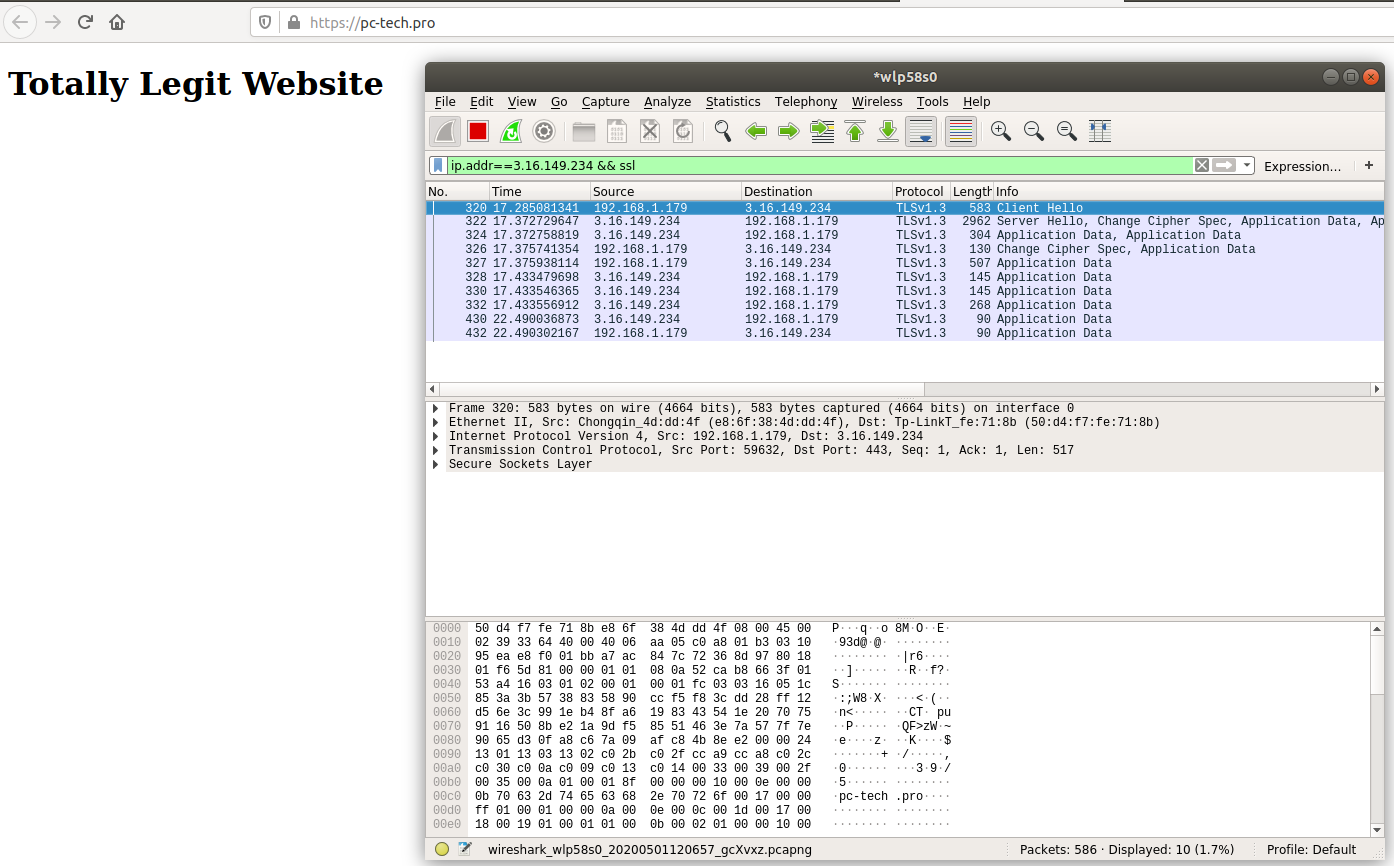 https://pc-tech.pro
Totally Legit Website
*wlp58s0
File Edit View Go Capture Analyze Statistics Telephony Wireless Tools Help
ip.addr==3.16.149.234 && ssl Expression… +
No. Time Source Destination Protocol Length Info
320 17.285081341 192.168.1.179 3.16.149.234 TLSv1.3 583 Client Hello
322 17.372729647 3.16.149.234 192.168.1.179 TLSv1.3 2962 Server Hello, Change Cipher Spec, Application Data, Ap
324 17.372758819 3.16.149.234 192.168.1.179 TLSv1.3 304 Application Data, Application Data
326 17.375741354 192.168.1.179 3.16.149.234 TLSv1.3 130 Change Cipher Spec, Application Data
327 17.375938114 192.168.1.179 3.16.149.234 TLSv1.3 507 Application Data
328 17.433479698 3.16.149.234 192.168.1.179 TLSv1.3 145 Application Data
330 17.433546365 3.16.149.234 192.168.1.179 TLSv1.3 145 Application Data
332 17.433556912 3.16.149.234 192.168.1.179 TLSv1.3 268 Application Data
430 22.490036873 3.16.149.234 192.168.1.179 TLSv1.3 90 Application Data
432 22.490302167 192.168.1.179 3.16.149.234 TLSv1.3 90 Application Data
Frame 320: 583 bytes on wire (4664 bits), 583 bytes captured (4664 bits) on interface 0
Ethernet II, Src: Chongqin_4d:dd:4f (e8:6f:38:4d:dd:4f), Dst: Tp-LinkT_fe:71:8b (50:d4:f7:fe:71:8b)
Internet Protocol Version 4, Src: 192.168.1.179, Dst: 3.16.149.234
Transmission Control Protocol, Src Port: 59632, Dst Port: 443, Seq: 1, Ack: 1, Len: 517
Secure Sockets Layer
0000 50 d4 f7 fe 71 8b e8 6f 38 4d dd 4f 08 00 45 00 P···q··o 8M·O··E·
0010 02 39 33 64 40 00 40 06 aa 05 c0 a8 01 b3 03 10 ·93d@·@· ········
0020 95 ea e8 f0 01 bb a7 ac 84 7c 72 36 8d 97 80 18 ········ ·|r6····
0030 01 f6 5d 81 00 00 01 01 08 0a 52 ca b8 66 3f 01 ··]····· ··R··f?·
0040 53 a4 16 03 01 02 00 01 00 01 fc 03 03 16 05 1c S······· ········
0050 85 3a 3b 57 38 83 58 90 cc f5 f8 3c dd 28 ff 12 ·:;W8·X· ···<·(··
0060 d5 6e 3c 99 1e b4 8f a6 19 83 43 54 1e 20 70 75 ·n<····· ··CT· pu
0070 91 16 50 8b e2 1a 9d f5 85 51 46 3e 7a 57 7f 7e ··P····· ·QF>zW·~
0080 90 65 d3 0f a8 c6 7a 09 af c8 4b 8e e2 00 00 24 ·e····z· ··K····$
0090 13 01 13 03 13 02 c0 2b c0 2f cc a9 cc a8 c0 2c ·······+ ·/·····,
00a0 c0 30 c0 0a c0 09 c0 13 c0 14 00 33 00 39 00 2f ·0······ ···3·9·/
00b0 00 35 00 0a 01 00 01 8f 00 00 00 10 00 0e 00 00 ·5······ ········
00c0 0b 70 63 2d 74 65 63 68 2e 70 72 6f 00 17 00 00 ·pc-tech .pro····
00d0 ff 01 00 01 00 00 0a 00 0e 00 0c 00 1d 00 17 00 ········ ········
00e0 18 00 19 01 00 01 01 00 0b 00 02 01 00 00 10 00 ········ ········
wireshark_wlp58s0_20200501120657_gcXvxz.pcapng Packets: 586 · Displayed: 10 (1.7%) Profile: Default